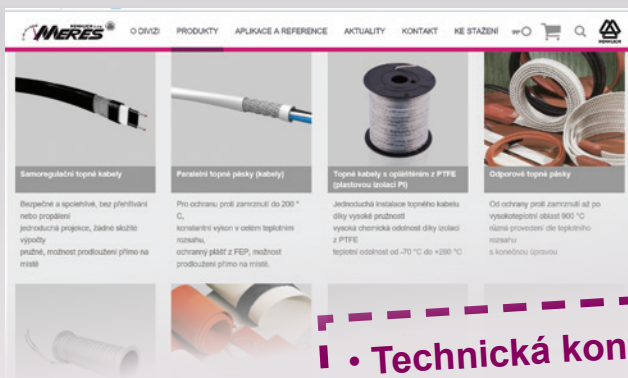 MERES
O DIVIZI
PRODUKTY
APLIKACE A REFERENCE
AKTUALITY
KONTAKT
KE STAŽENÍ
Samoregulační topné kabely
Bezpečné a spolehlivé, bez přehřívání
nebo propálení
jednoduchá projekce, žádné složité
výpočty
pružné, možnost prodloužení přímo na
místě
Paralelní topné pásky (kabely)
Pro ochranu proti zamrznutí do 200 °
C,
konstantní výkon v celém teplotním
rozsahu,
ochranný plášť z FEP, možnost
prodloužení přímo na místě.
Topné kabely s opláštěním z PTFE
(plastovou izolací PI)
Jednoduchá instalace topného kabelu
díky vysoké pružnosti
vysoká chemická odolnost díky izolaci
z PTFE
teplotní odolnost od -70 °C do +260 °C
Odporové topné pásky
Od ochrany proti zamrznutí až po
vysokoteplotní oblast 900 °C
různá provedení dle teplotního
rozsahu
s konečnou úpravou
• Technická kon